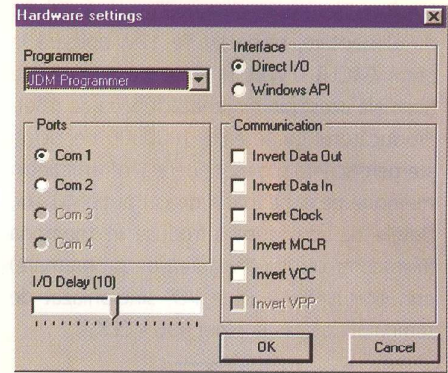 Hardware settings
Programmer
JDM Programmer
Interface
Direct I/O
Windows API
Ports
Com 1
Com 2
Com 3
Com 4
Communication
Invert Data Out
Invert Data In
Invert Clock
Invert MCLR
Invert VCC
Invert VPP
I/O Delay (10)
OK
Cancel